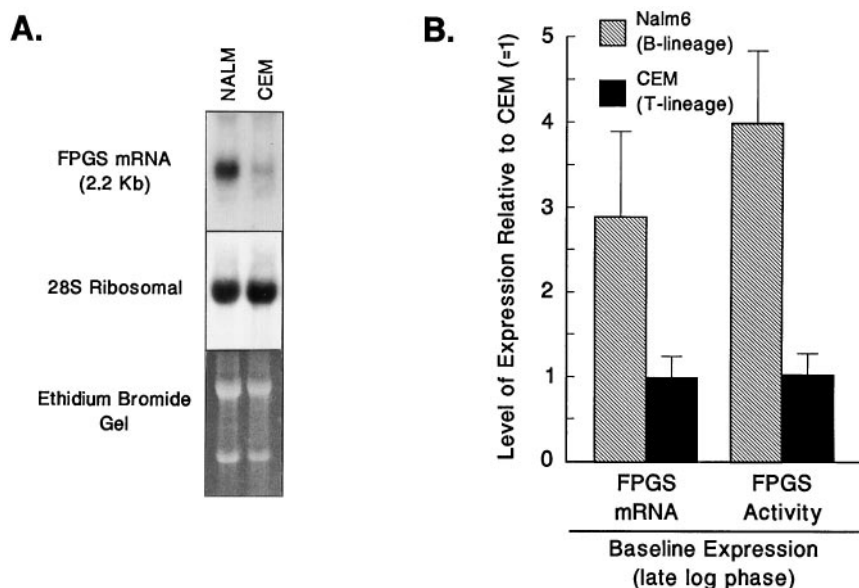 A.
NALM
CEM
FPGS mRNA
(2.2 Kb)
28S Ribosomal
Ethidium Bromide
Gel
B.
Level of Expression Relative to CEM (=1)
5
4
3
2
1
0
Nalm6
(B-lineage)
CEM
(T-lineage)
FPGS
mRNA
FPGS
Activity
Baseline Expression
(late log phase)